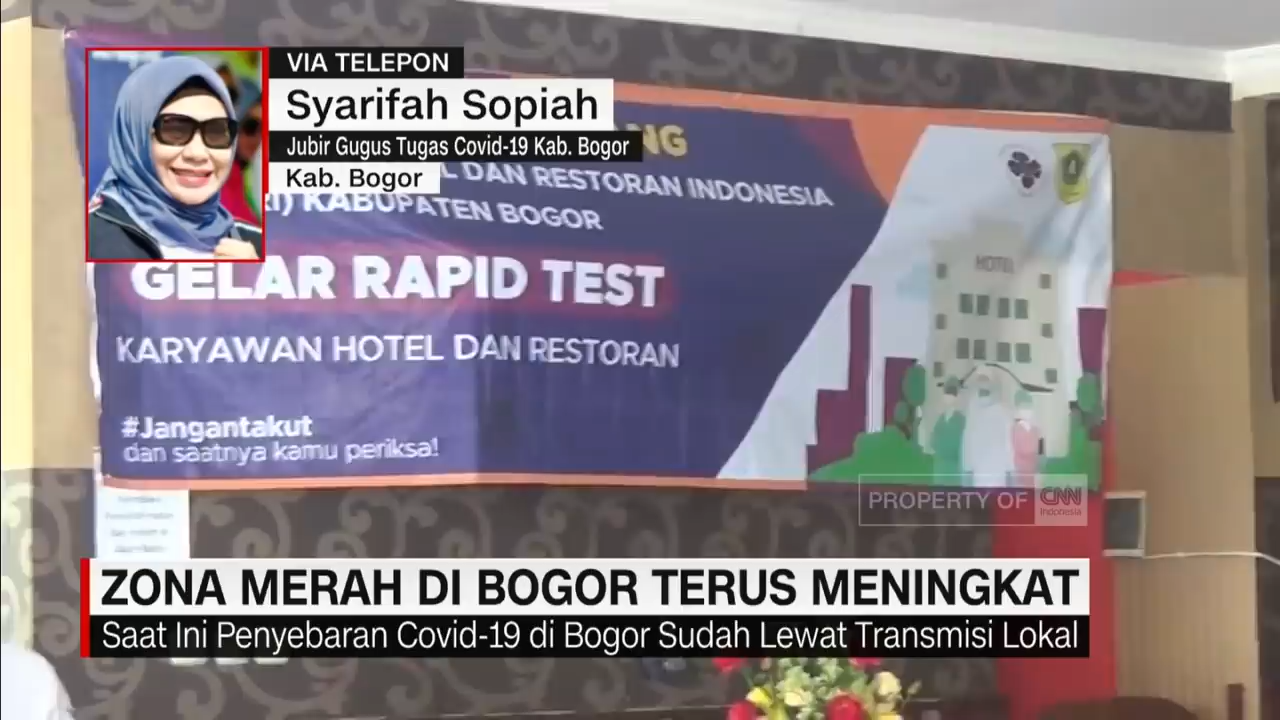 VIA TELEPON
Syarifah Sopiah
Jubir Gugus Tugas Covid-19 Kab. Bogor
Kab. Bogor
DAN RESTORAN INDONESIA
KABUPATEN BOGOR
GELAR RAPID TEST
KARYAWAN HOTEL DAN RESTORAN
#Jangantakut
dan saatnya kamu periksa!
HOTEL
PROPERTY OF CNN Indonesia
ZONA MERAH DI BOGOR TERUS MENINGKAT
Saat Ini Penyebaran Covid-19 di Bogor Sudah Lewat Transmisi Lokal